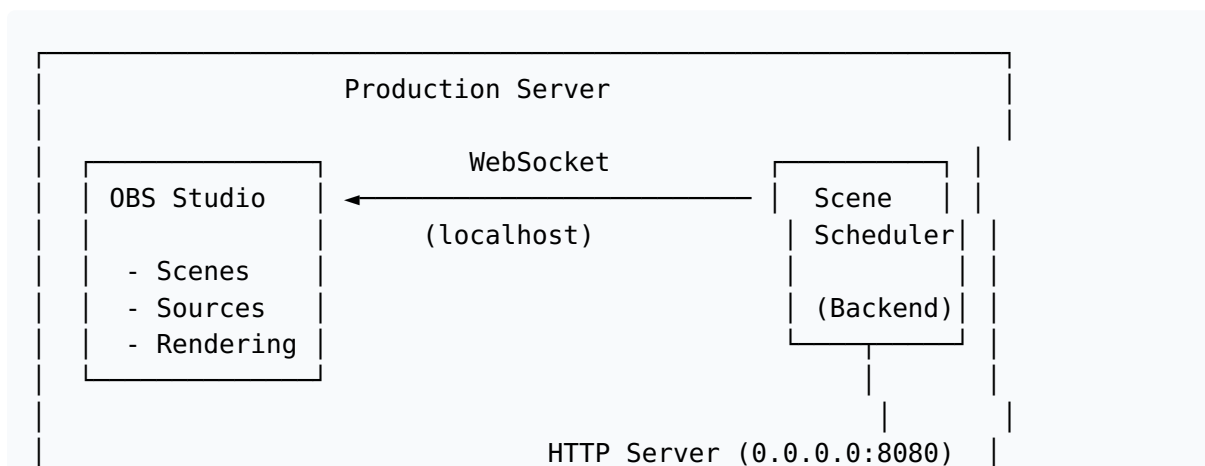 Production Server
WebSocket
OBS Studio Scene
(localhost) Scheduler
- Scenes
- Sources (Backend)
- Rendering
HTTP Server (0.0.0.0:8080)